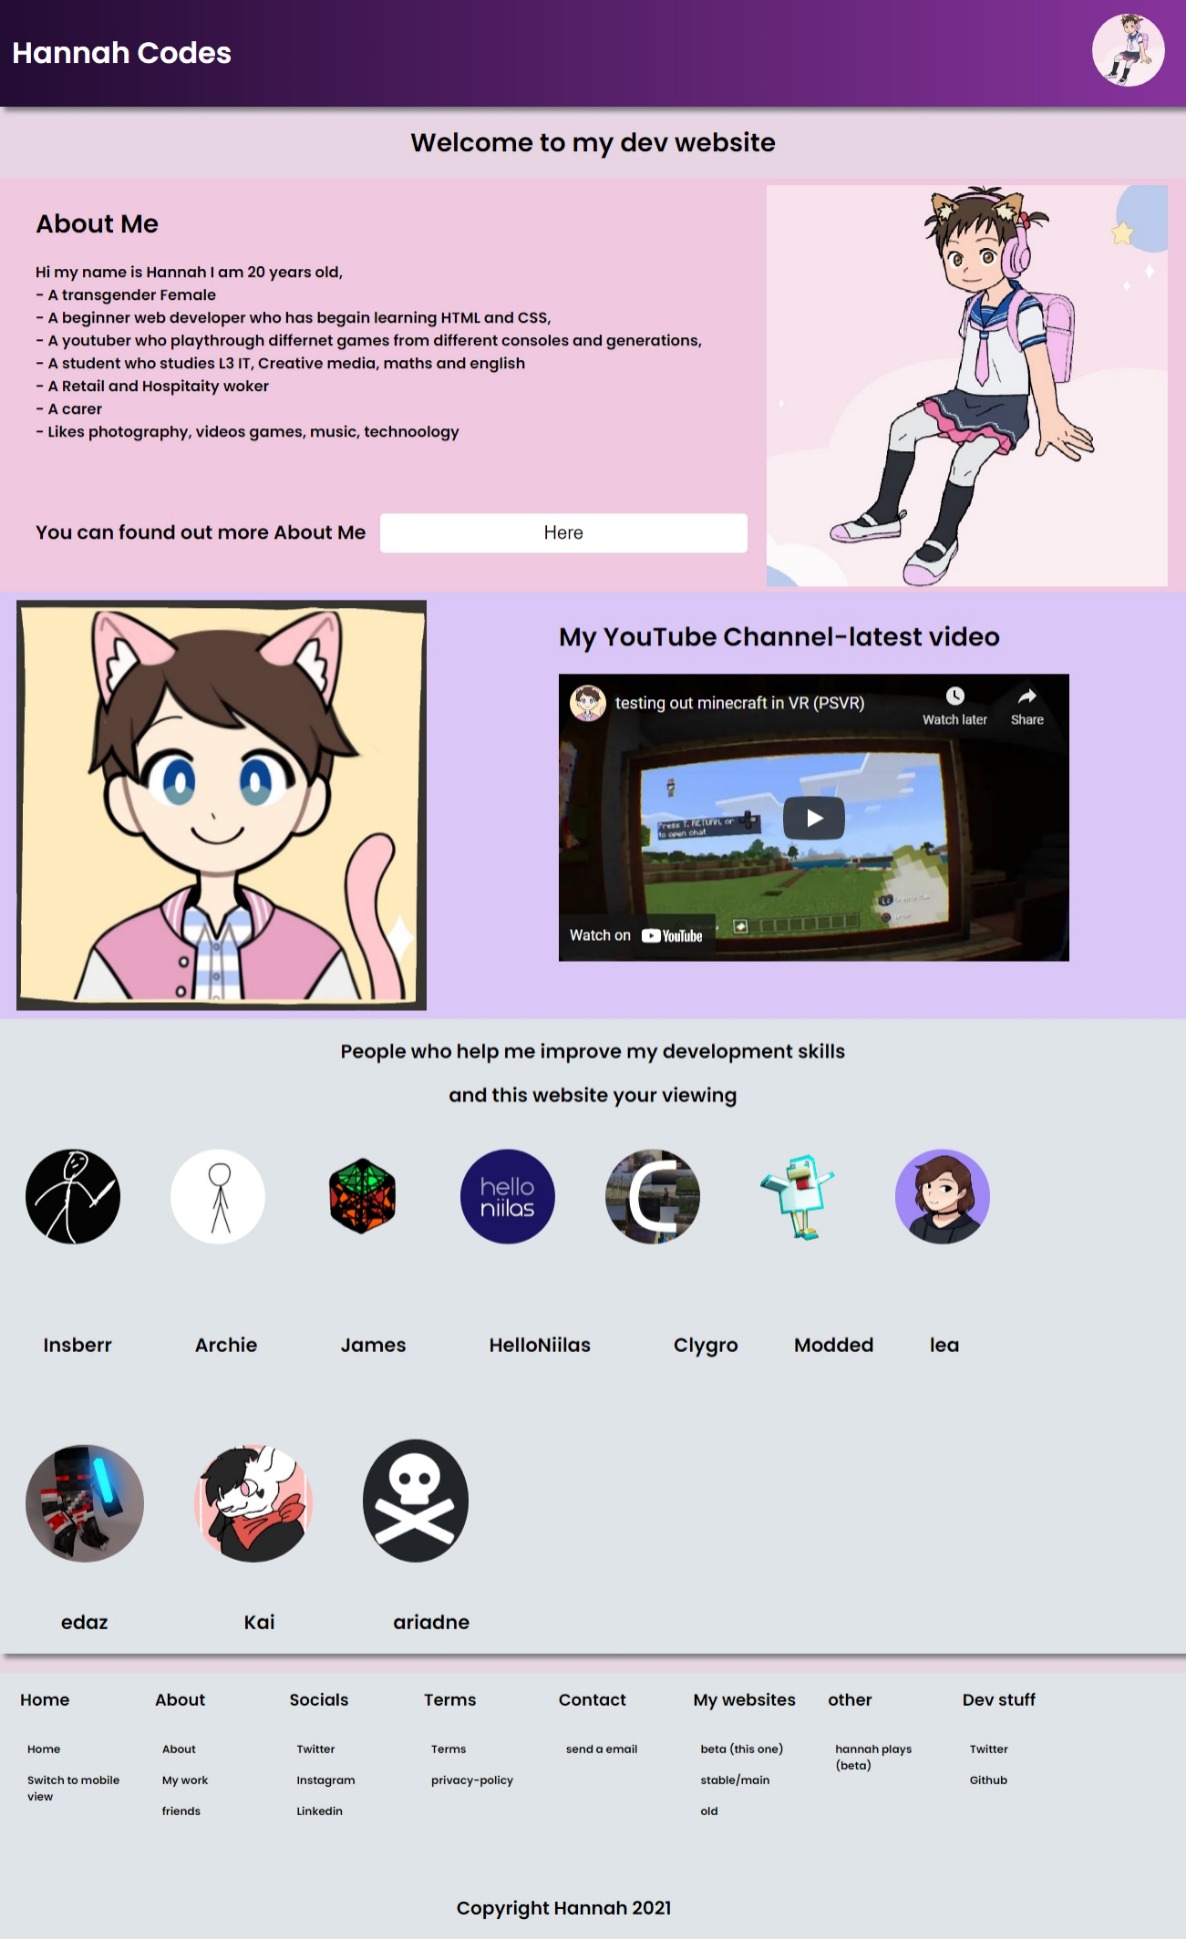 Hannah Codes
Welcome to my dev website
About Me
Hi my name is Hannah I am 20 years old,
- A transgender Female
- A beginner web developer who has begain learning HTML and CSS,
- A youtuber who playthrough differnet games from different consoles and generations,
- A student who studies L3 IT, Creative media, maths and english
- A Retail and Hospitaity woker
- A carer
- Likes photography, videos games, music, technoology
You can found out more About Me
Here
My YouTube Channel-latest video
testing out minecraft in VR (PSVR)
Watch later
Share
Press T, RETURN, or
to open chat
Watch on YouTube
People who help me improve my development skills
and this website your viewing
hello
niilas
Insberr
Archie
James
HelloNiilas
Clygro
Modded
lea
edaz
Kai
ariadne
Home
Home
Switch to mobile
view
About
About
My work
friends
Socials
Twitter
Instagram
Linkedin
Terms
Terms
privacy-policy
Contact
send a email
My websites
beta (this one)
stable/main
old
other
hannah plays
(beta)
Dev stuff
Twitter
Github
Copyright Hannah 2021